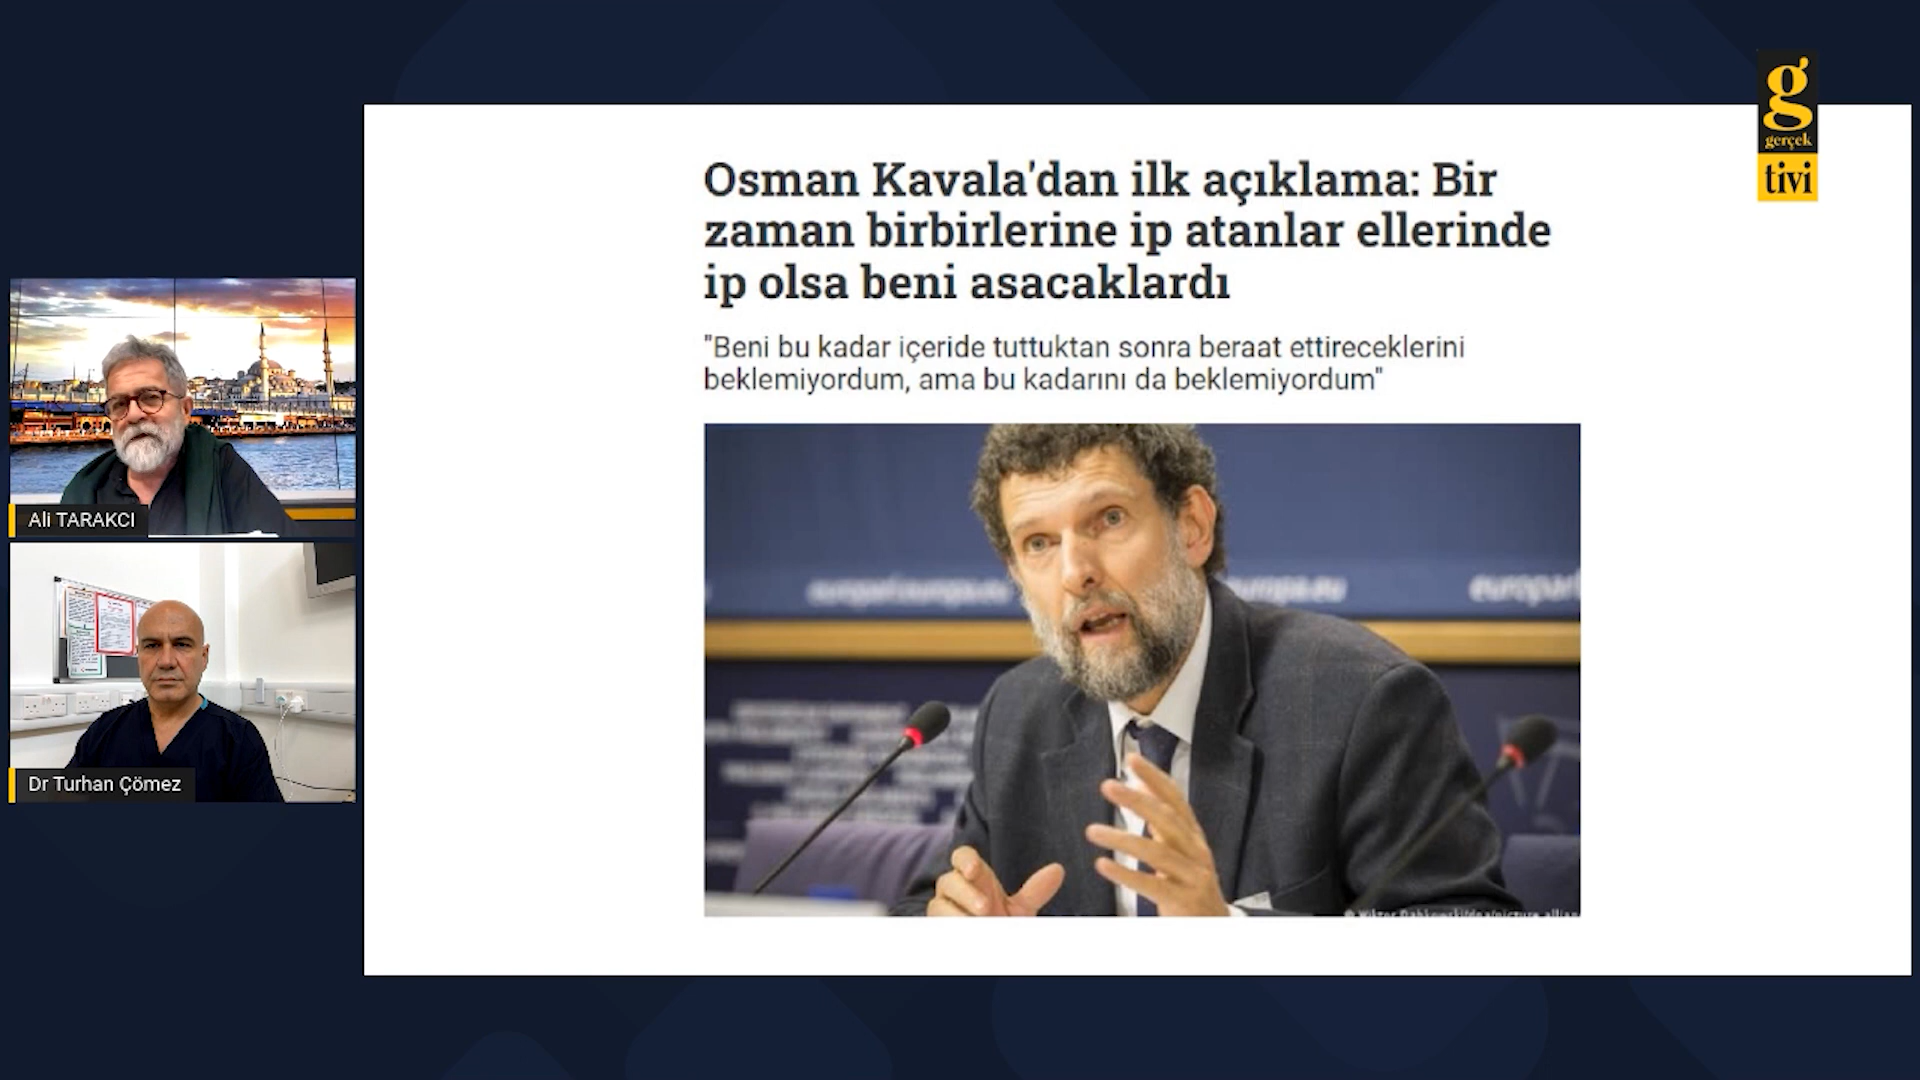 g
gerçek
tivi
Osman Kavala'dan ilk açıklama: Bir
zaman birbirlerine ip atanlar ellerinde
ip olsa beni asacaklardı
"Beni bu kadar içeride tuttuktan sonra beraat ettireceklerini
beklemiyordum, ama bu kadarını da beklemiyordum"
Ali TARAKCI
Dr Turhan Çömez